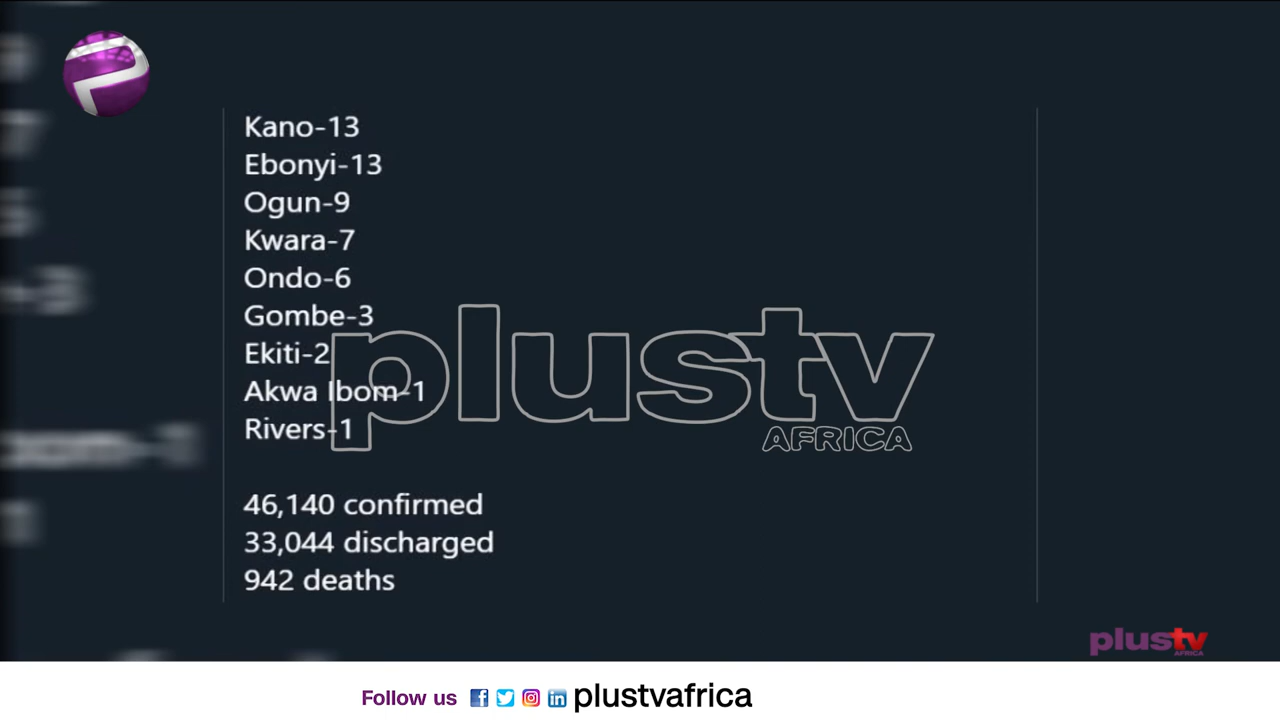 Kano-13
Ebonyi-13
Ogun-9
Kwara-7
Ondo-6
Gombe-3
Ekiti-2
Akwa Ibom-1
Rivers-1
46,140 confirmed
33,044 discharged
942 deaths
plustv
AFRICA
plustv
AFRICA
Follow us plustvafrica